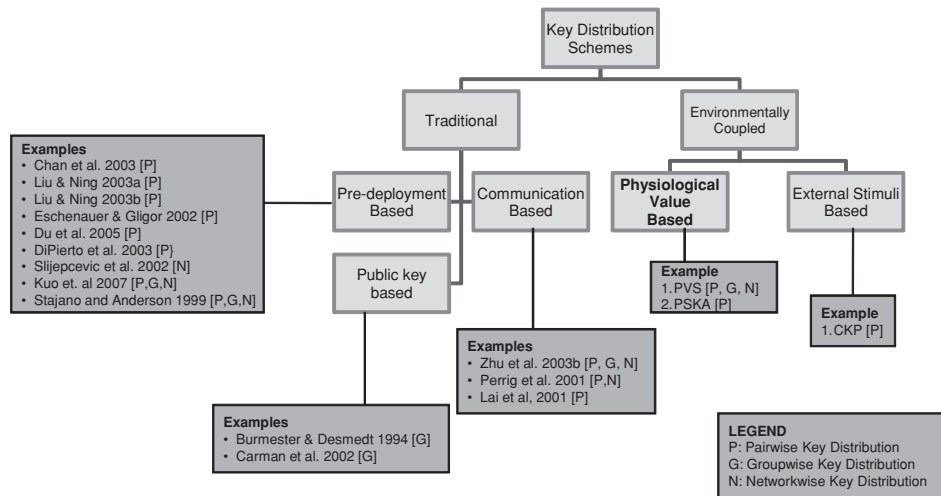 Key Distribution
Schemes
Traditional
Environmentally
Coupled
Examples
• Chan et al. 2003 [P]
• Liu & Ning 2003a [P]
• Liu & Ning 2003b [P]
• Eschenauer & Gligor 2002 [P]
• Du et al. 2005 [P]
• DiPierto et al. 2003 [P}
• Slijepcevic et al. 2002 [N]
• Kuo et. al 2007 [P,G,N]
• Stajano and Anderson 1999 [P,G,N]
Pre-deployment
Based
Communication
Based
Physiological
Value
Based
External Stimuli
Based
Public key
based
Example
1. PVS [P, G, N]
2. PSKA [P]
Example
1. CKP [P]
Examples
• Zhu et al. 2003b [P, G, N]
• Perrig et al. 2001 [P,N]
• Lai et al, 2001 [P]
Examples
• Burmester & Desmedt 1994 [G]
• Carman et al. 2002 [G]
LEGEND
P: Pairwise Key Distribution
G: Groupwise Key Distribution
N: Networkwise Key Distribution